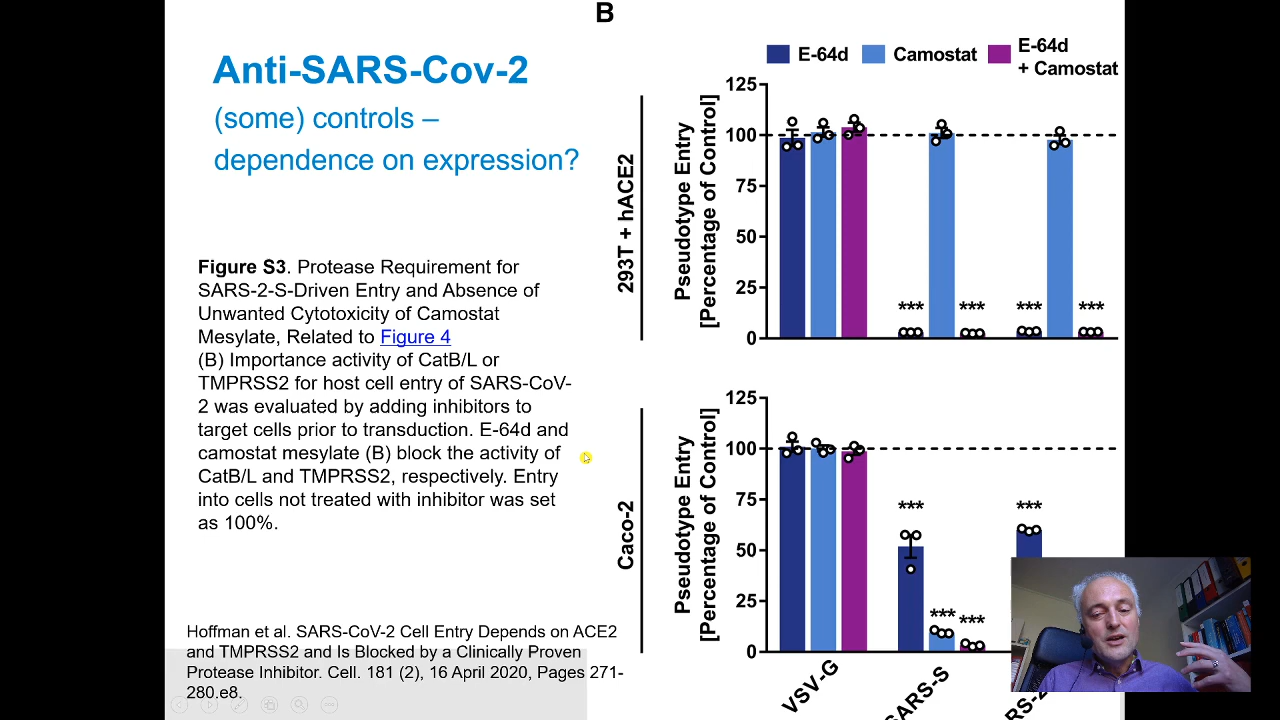 B
Anti-SARS-Cov-2
(some) controls –
dependence on expression?
Figure S3. Protease Requirement for
SARS-2-S-Driven Entry and Absence of
Unwanted Cytotoxicity of Camostat
Mesylate, Related to Figure 4
(B) Importance activity of CatB/L or
TMPRSS2 for host cell entry of SARS-CoV-
2 was evaluated by adding inhibitors to
target cells prior to transduction. E-64d and
camostat mesylate (B) block the activity of
CatB/L and TMPRSS2, respectively. Entry
into cells not treated with inhibitor was set
as 100%.
Hoffman et al. SARS-CoV-2 Cell Entry Depends on ACE2
and TMPRSS2 and Is Blocked by a Clinically Proven
Protease Inhibitor. Cell. 181 (2), 16 April 2020, Pages 271-
280.e8.
E-64d
Camostat
E-64d
+ Camostat
293T + hACE2
Pseudotype Entry
[Percentage of Control]
125
100
75
50
25
0
*** *** *** ***
Caco-2
Pseudotype Entry
[Percentage of Control]
125
100
75
50
25
0
*** *** *** ***
VSV-G